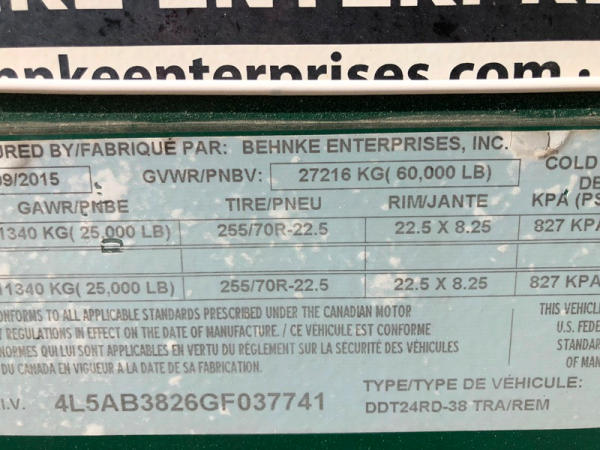 KE ENTERPRISE
hnkeenterprises.com
URED BY/FABRIQUÉ PAR: BEHNKE ENTERPRISES, INC.
09/2015 GVWR/PNBV: 27216 KG( 60,000 LB) COLD
GAWR/PNBE TIRE/PNEU RIM/JANTE KPA (PS
1340 KG( 25,000 LB) 255/70R-22.5 22.5 X 8.25 827 KPA
11340 KG( 25,000 LB) 255/70R-22.5 22.5 X 8.25 827 KPA
ONFORMS TO ALL APPLICABLE STANDARDS PRESCRIBED UNDER THE CANADIAN MOTOR THIS VEHICL
REGULATIONS IN EFFECT ON THE DATE OF MANUFACTURE. / CE VÉHICULE EST CONFORME U.S. FEDE
NORMES QUI LUI SONT APPLICABLES EN VERTU DU RÈGLEMENT SUR LA SÉCURITÉ DES VÉHICLES STANDAR
DU CANADA EN VIGUEUR A LA DATE DE SA FABRICATION. OF MAN
I.V. 4L5AB3826GF037741 TYPE/TYPE DE VÉHICULE:
DDT24RD-38 TRA/REM